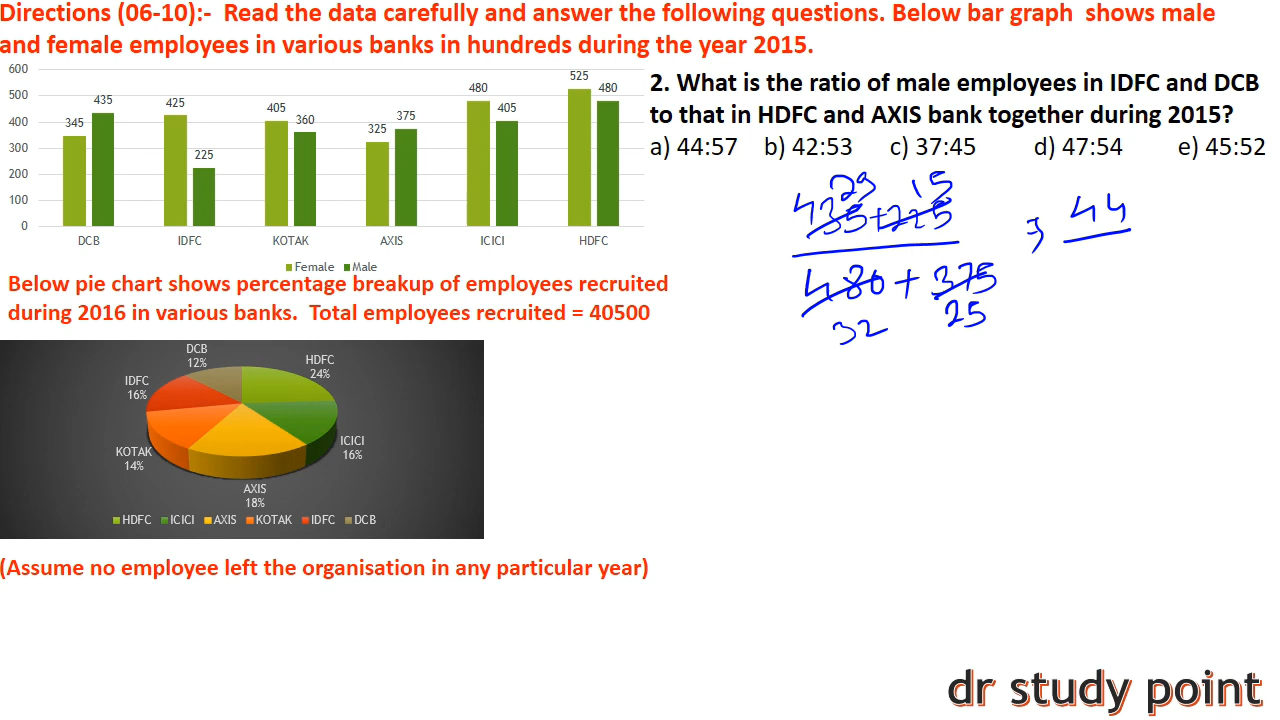 Directions (06-10):- Read the data carefully and answer the following questions. Below bar graph shows male
and female employees in various banks in hundreds during the year 2015.
600
500
400
300
200
100
0
345
435
425
225
405
360
325
375
480
405
525
480
DCB
IDFC
KOTAK
AXIS
ICICI
HDFC
Female Male
2. What is the ratio of male employees in IDFC and DCB
to that in HDFC and AXIS bank together during 2015?
a) 44:57 b) 42:53 c) 37:45 d) 47:54 e) 45:52
29 15
435+225
480+375
32 25
44
Below pie chart shows percentage breakup of employees recruited
during 2016 in various banks. Total employees recruited = 40500
DCB
12%
HDFC
24%
IDFC
16%
ICICI
16%
KOTAK
14%
AXIS
18%
HDFC ICICI AXIS KOTAK IDFC DCB
(Assume no employee left the organisation in any particular year)
dr study point